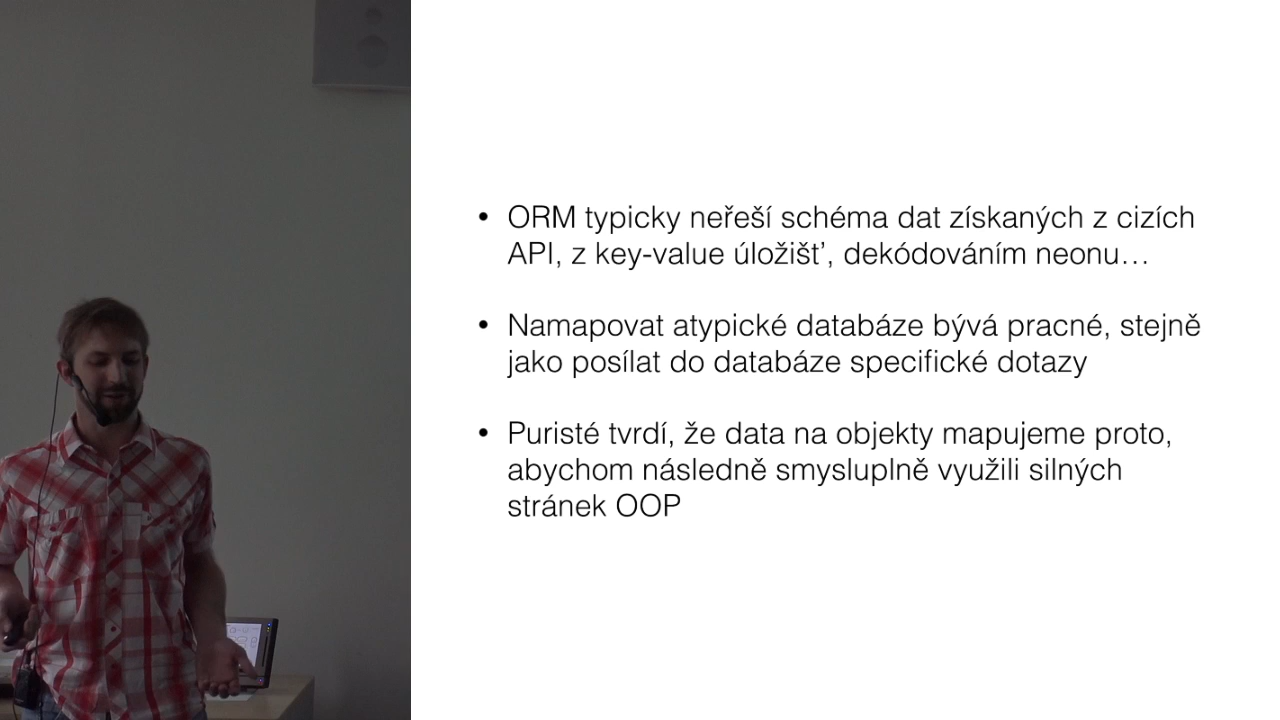 • ORM typicky neřeší schéma dat získaných z cizích
API, z key-value úložišť, dekódováním neonu…
• Namapovat atypické databáze bývá pracné, stejně
jako posílat do databáze specifické dotazy
• Puristé tvrdí, že data na objekty mapujeme proto,
abychom následně smysluplně využili silných
stránek OOP